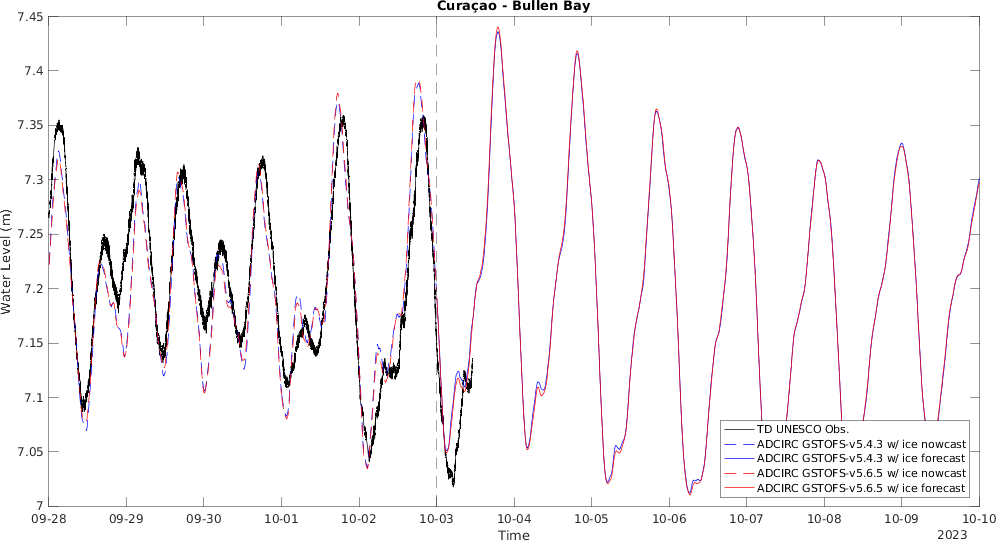 Curaçao - Bullen Bay
7.45
7.4
7.35
7.3
7.25
7.2
7.15
7.1
7.05
7
Water Level (m)
09-28 09-29 09-30 10-01 10-02 10-03 10-04 10-05 10-06 10-07 10-08 10-09 10-10
Time
2023
TD UNESCO Obs.
ADCIRC GSTOFS-v5.4.3 w/ ice nowcast
ADCIRC GSTOFS-v5.4.3 w/ ice forecast
ADCIRC GSTOFS-v5.6.5 w/ ice nowcast
ADCIRC GSTOFS-v5.6.5 w/ ice forecast